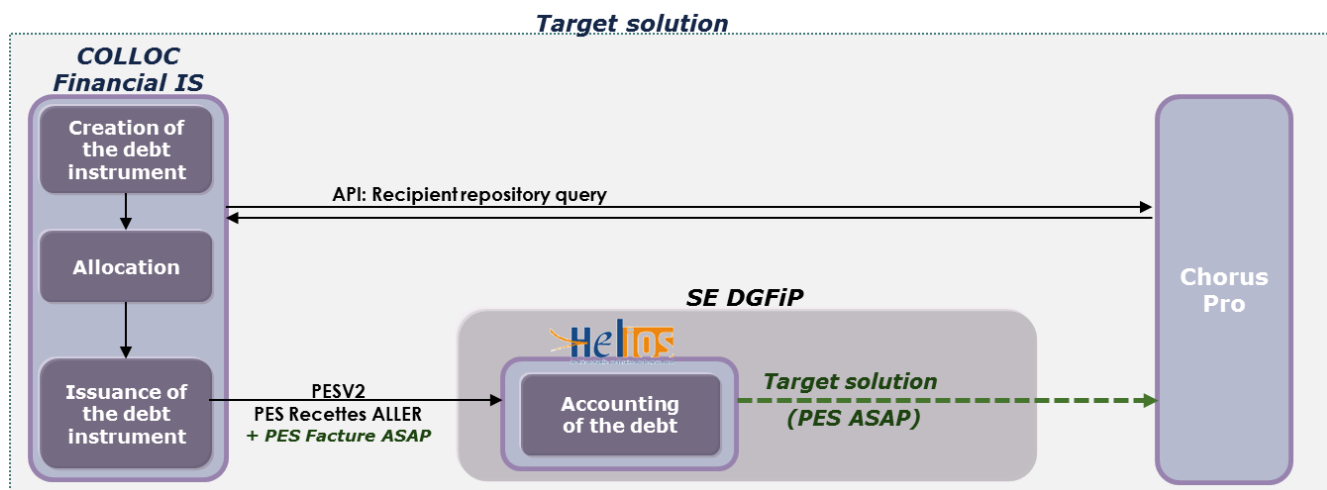 Target solution
COLLOC
Financial IS
Creation of
the debt
instrument
API: Recipient repository query
Allocation
Chorus
Pro
SE DGFiP
Helios
Issuance of
the debt
instrument
PESV2
PES Recettes ALLER
+ PES Facture ASAP
Accounting
of the debt
Target solution
(PES ASAP)